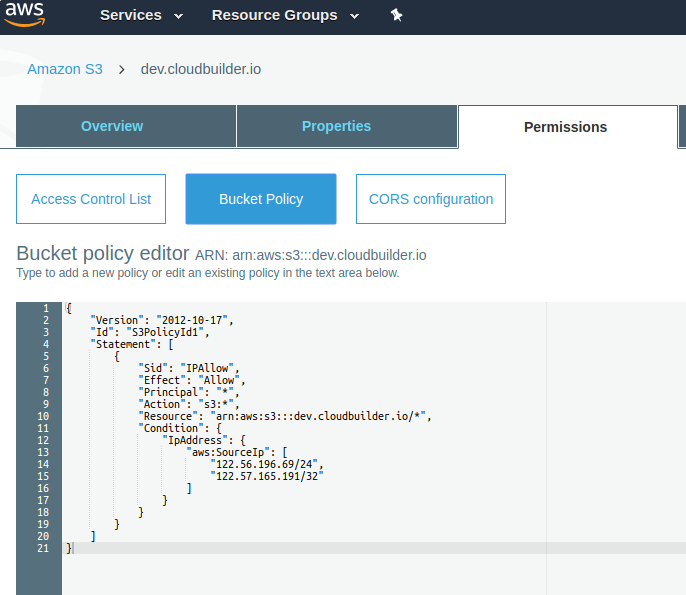 aws Services Resource Groups
Amazon S3 > dev.cloudbuilder.io
Overview Properties Permissions
Access Control List Bucket Policy CORS configuration
Bucket policy editor ARN: arn:aws:s3:::dev.cloudbuilder.io
Type to add a new policy or edit an existing policy in the text area below.
1 {
2 "Version": "2012-10-17",
3 "Id": "S3PolicyId1",
4 "Statement": [
5 {
6 "Sid": "IPAllow",
7 "Effect": "Allow",
8 "Principal": "*",
9 "Action": "s3:*",
10 "Resource": "arn:aws:s3:::dev.cloudbuilder.io/*",
11 "Condition": {
12 "IpAddress": {
13 "aws:SourceIp": [
14 "122.56.196.69/24",
15 "122.57.165.191/32"
16 ]
17 }
18 }
19 }
20 ]
21 }